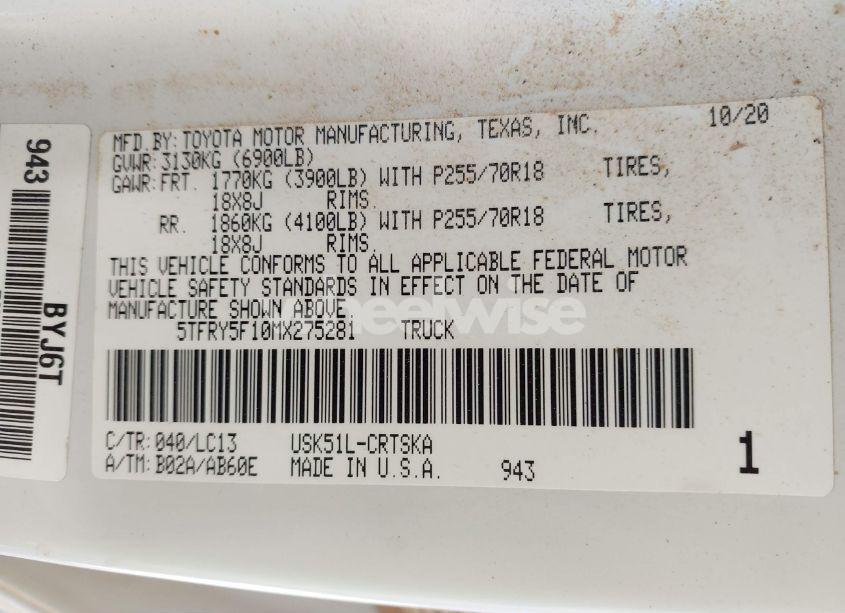 MFD.BY:TOYOTA MOTOR MANUFACTURING, TEXAS, INC. 10/20
GVWR:3130KG (6900LB)
GAWR:FRT. 1770KG (3900LB) WITH P255/70R18 TIRES,
18X8J RIMS.
RR. 1860KG (4100LB) WITH P255/70R18 TIRES,
18X8J RIMS.
THIS VEHICLE CONFORMS TO ALL APPLICABLE FEDERAL MOTOR
VEHICLE SAFETY STANDARDS IN EFFECT ON THE DATE OF
MANUFACTURE SHOWN ABOVE.
5TFRY5F10MX275281 TRUCK
C/TR:040/LC13 USK51L-CRTSKA
A/TM:B02A/AB60E MADE IN U.S.A. 943
1
943
BYJ6T